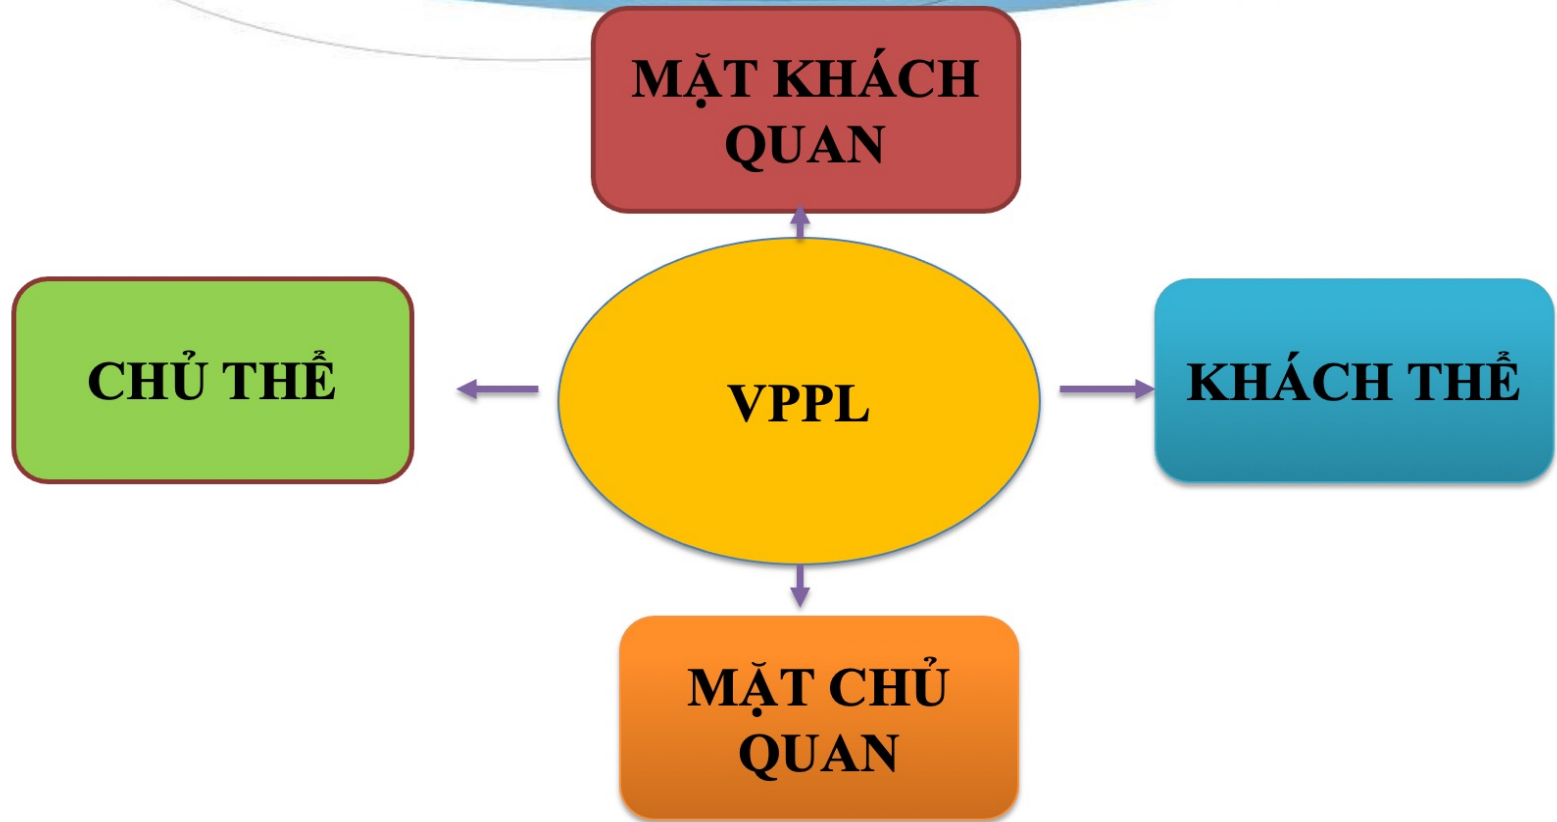 MẶT KHÁCH
QUAN
CHỦ THỂ
VPPL
KHÁCH THỂ
MẶT CHỦ
QUAN